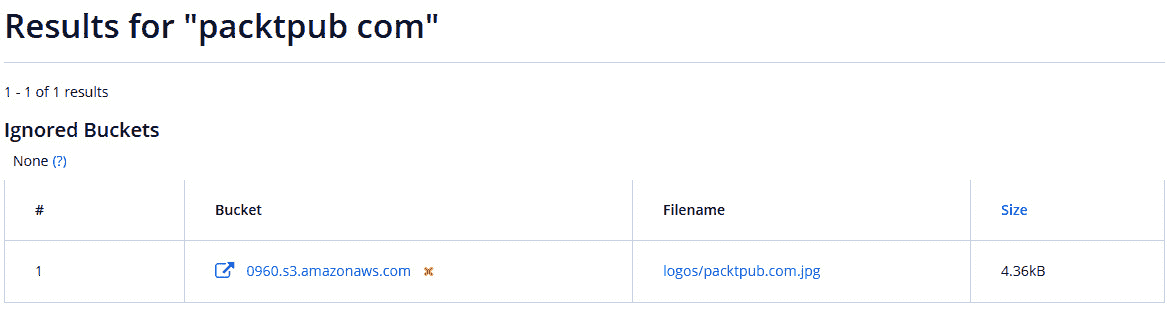 Results for "packtpub com"
1 - 1 of 1 results
Ignored Buckets
None (?)
# Bucket Filename Size
1 0960.s3.amazonaws.com logos/packtpub.com.jpg 4.36kB